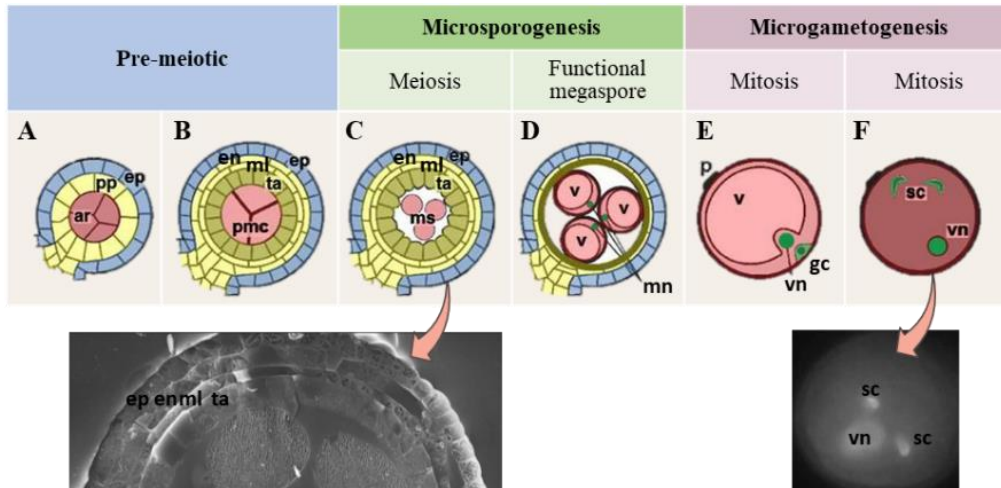 Pre-meiotic
Microsporogenesis
Microgametogenesis
Meiosis
Functional
megaspore
Mitosis
Mitosis
A
pp
ep
ar
B
en
ml
ep
ta
pmc
C
en
ml
ep
ta
ms
D
v
v
v
mn
E
p
v
vn
gc
F
sc
vn
ep en ml ta
sc
vn
sc